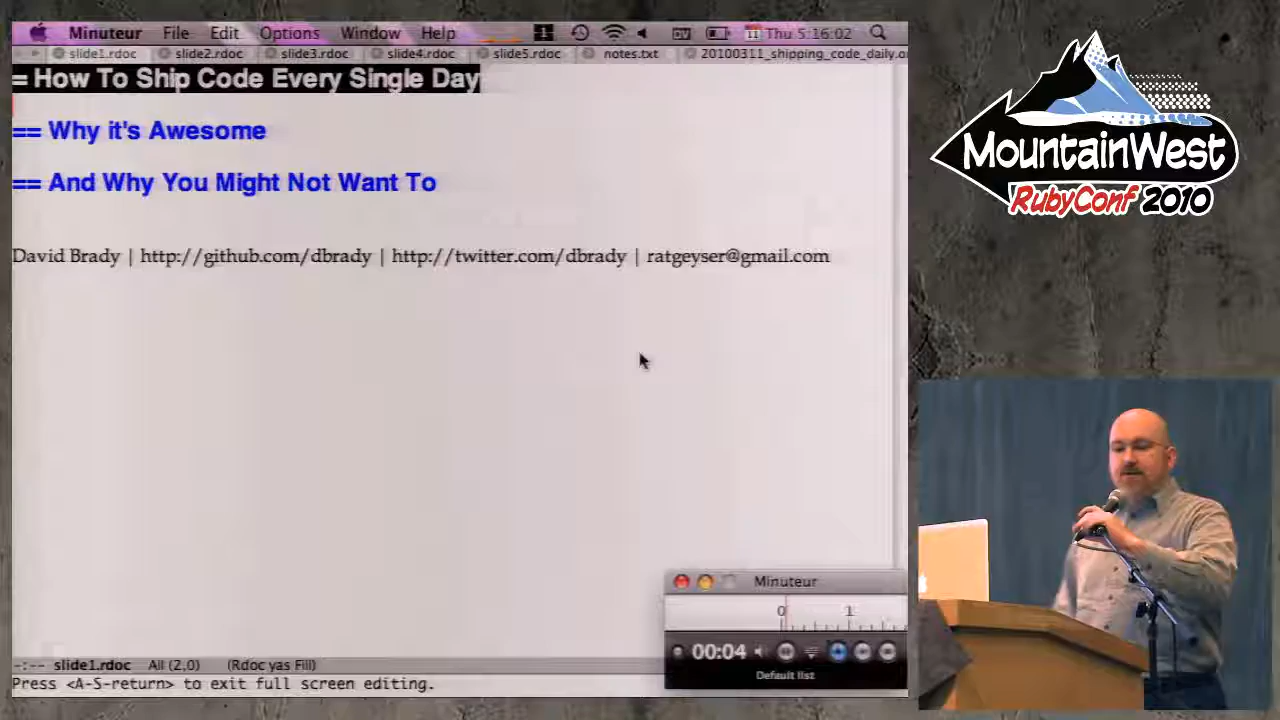 Minuteur File Edit Options Window Help Thu 5:16:02
slide1.rdoc slide2.rdoc slide3.rdoc slide4.rdoc slide5.rdoc notes.txt 20100311_shipping_code_daily.or
= How To Ship Code Every Single Day
== Why it's Awesome
== And Why You Might Not Want To
David Brady | http://github.com/dbrady | http://twitter.com/dbrady | ratgeyser@gmail.com
Minuteur
0 1
00:04
Default list
-:-- slide1.rdoc All (2,0) (Rdoc yas Fill)
Press <A-S-return> to exit full screen editing.
MountainWest
RubyConf 2010